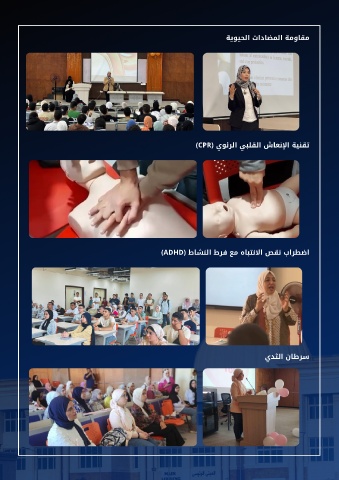 مقاومة المضادات الحيوية
تقنية الإنعاش القلبي الرئوي (CPR)
اضطراب نقص الانتباه مع فرط النشاط (ADHD)
سرطان الثدي